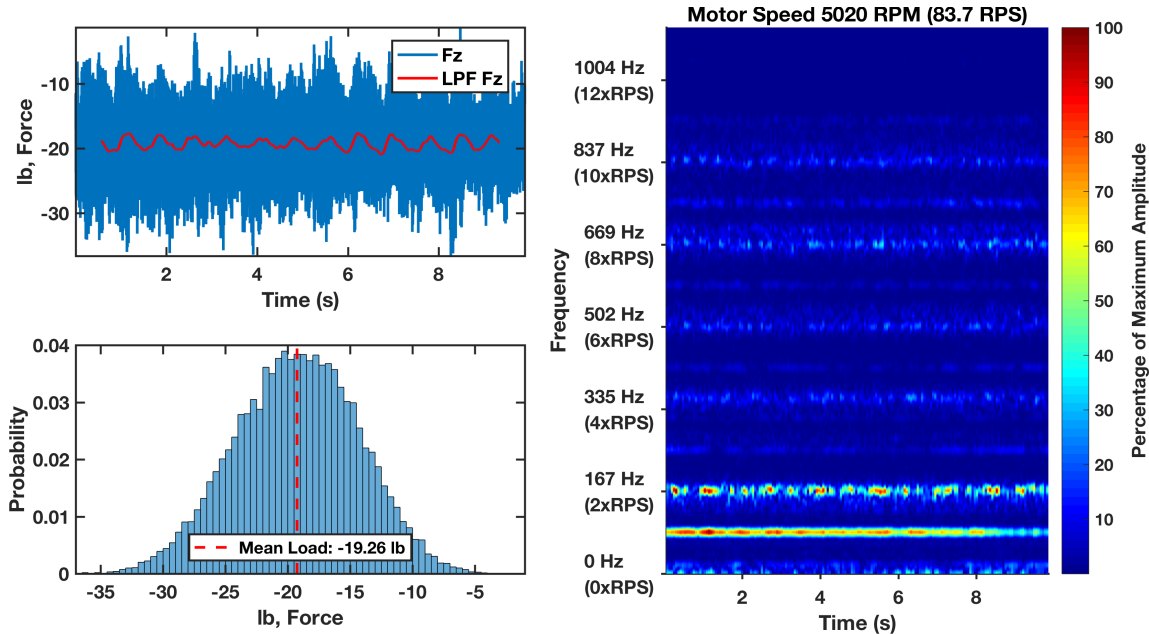 Fz
LPF Fz
-10
-20
-30
lb, Force
2
4
6
8
Time (s)
0.04
0.03
0.02
0.01
0
Probability
Mean Load: -19.26 lb
-35
-30
-25
-20
-15
-10
-5
lb, Force
Motor Speed 5020 RPM (83.7 RPS)
1004 Hz
(12xRPS)
837 Hz
(10xRPS)
669 Hz
(8xRPS)
502 Hz
(6xRPS)
335 Hz
(4xRPS)
167 Hz
(2xRPS)
0 Hz
(0xRPS)
Frequency
2
4
6
8
Time (s)
100
90
80
70
60
50
40
30
20
10
Percentage of Maximum Amplitude